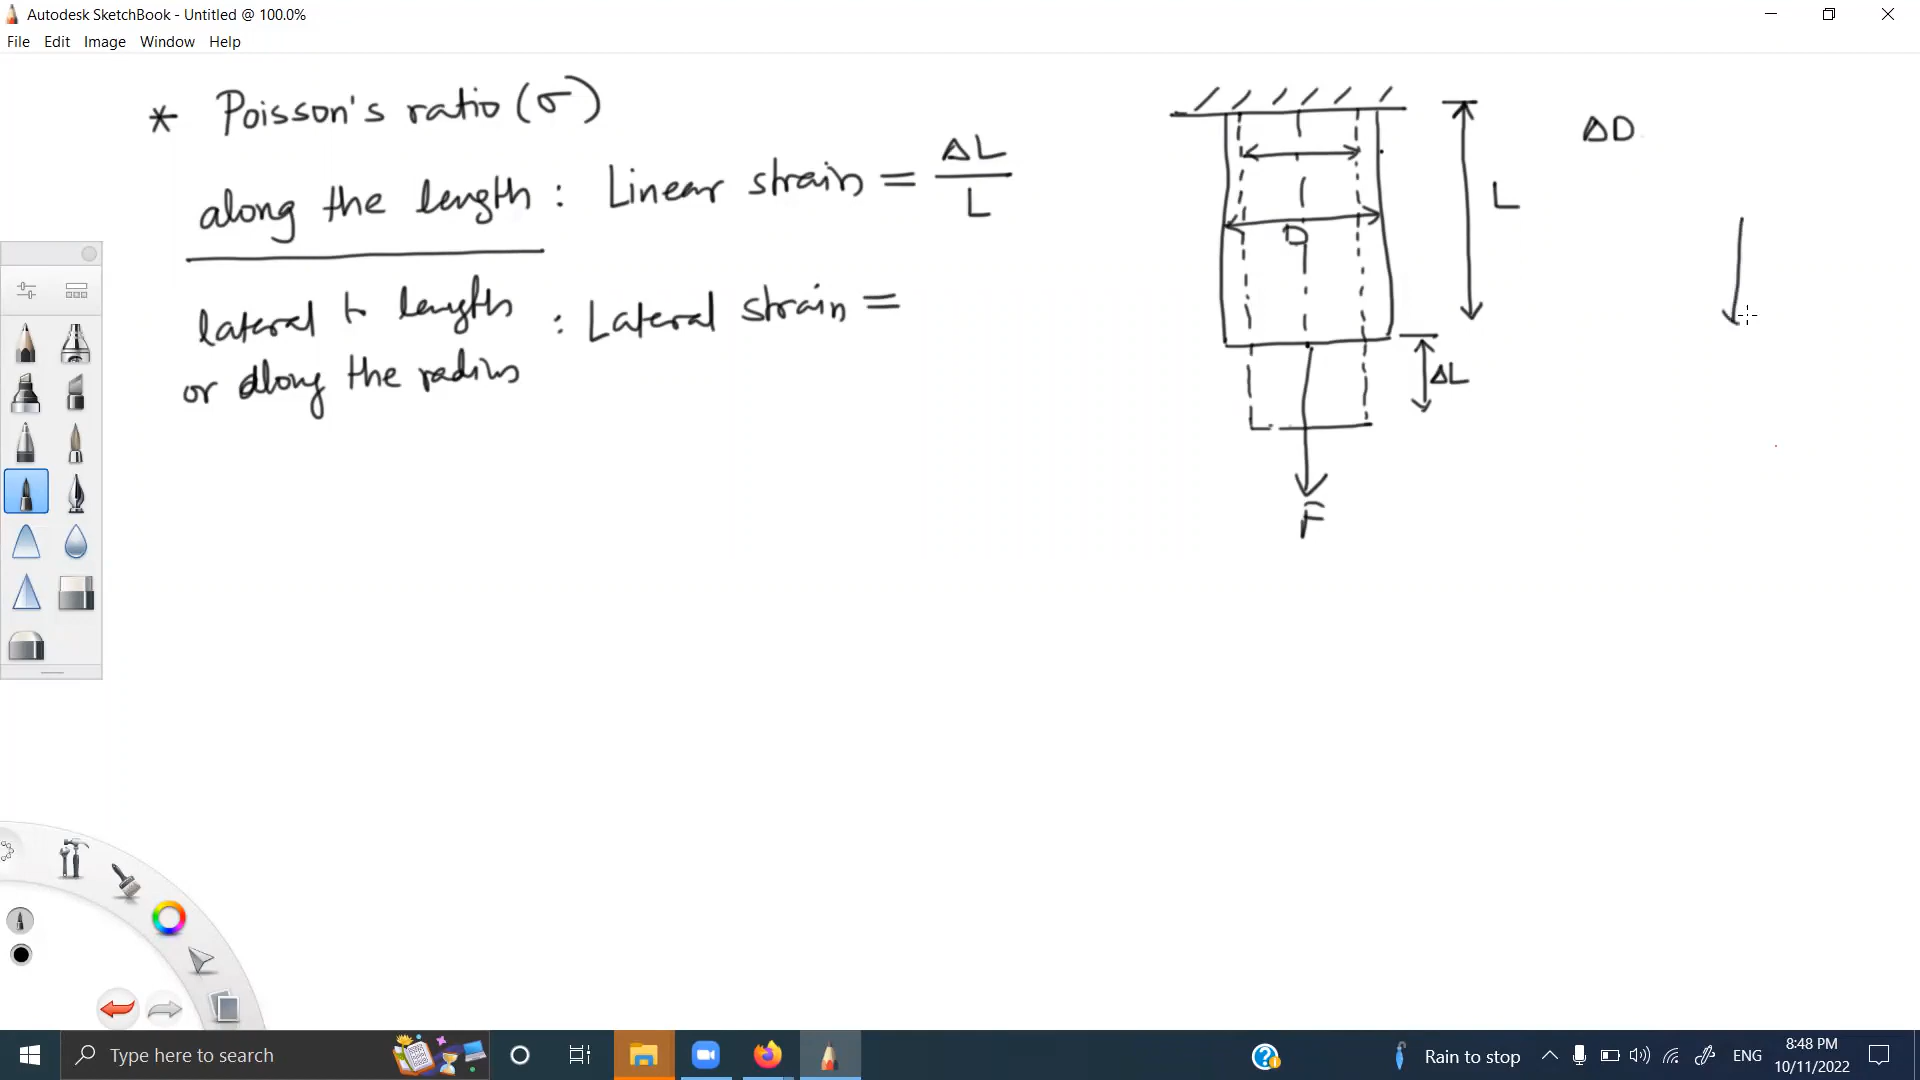 Autodesk SketchBook - Untitled @ 100.0%
File Edit Image Window Help
* Poisson's ratio (σ)
along the length : Linear strain = ΔL / L
lateral to length : Lateral strain =
or along the radius
D
L
ΔD
ΔL
F
Type here to search
Rain to stop
ENG
8:48 PM
10/11/2022